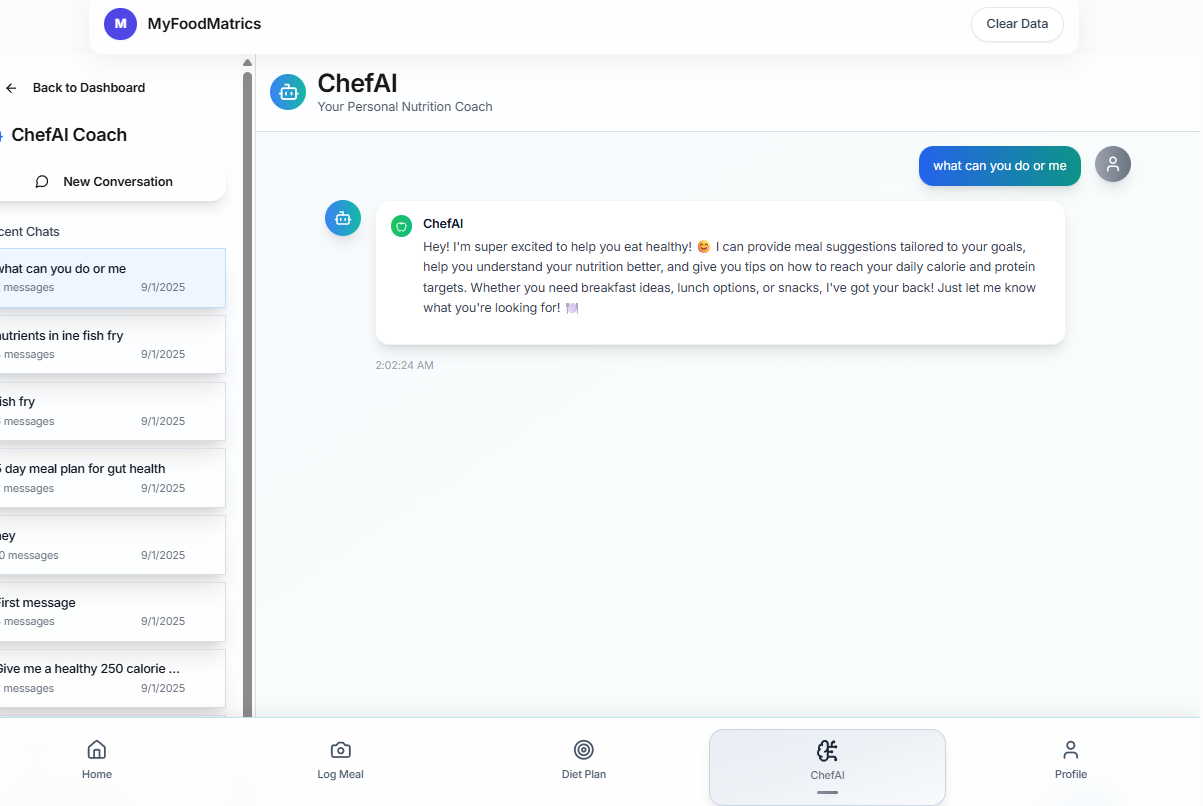 M
MyFoodMatrics
Clear Data
Back to Dashboard
ChefAI Coach
New Conversation
cent Chats
what can you do or me
messages 9/1/2025
nutrients in ine fish fry
messages 9/1/2025
ish fry
messages 9/1/2025
5 day meal plan for gut health
messages 9/1/2025
hey
0 messages 9/1/2025
First message
messages 9/1/2025
Give me a healthy 250 calorie ...
messages 9/1/2025
ChefAI
Your Personal Nutrition Coach
what can you do or me
ChefAI
Hey! I'm super excited to help you eat healthy! 😊 I can provide meal suggestions tailored to your goals,
help you understand your nutrition better, and give you tips on how to reach your daily calorie and protein
targets. Whether you need breakfast ideas, lunch options, or snacks, I've got your back! Just let me know
what you're looking for! 🍽️
2:02:24 AM
Home
Log Meal
Diet Plan
ChefAI
Profile